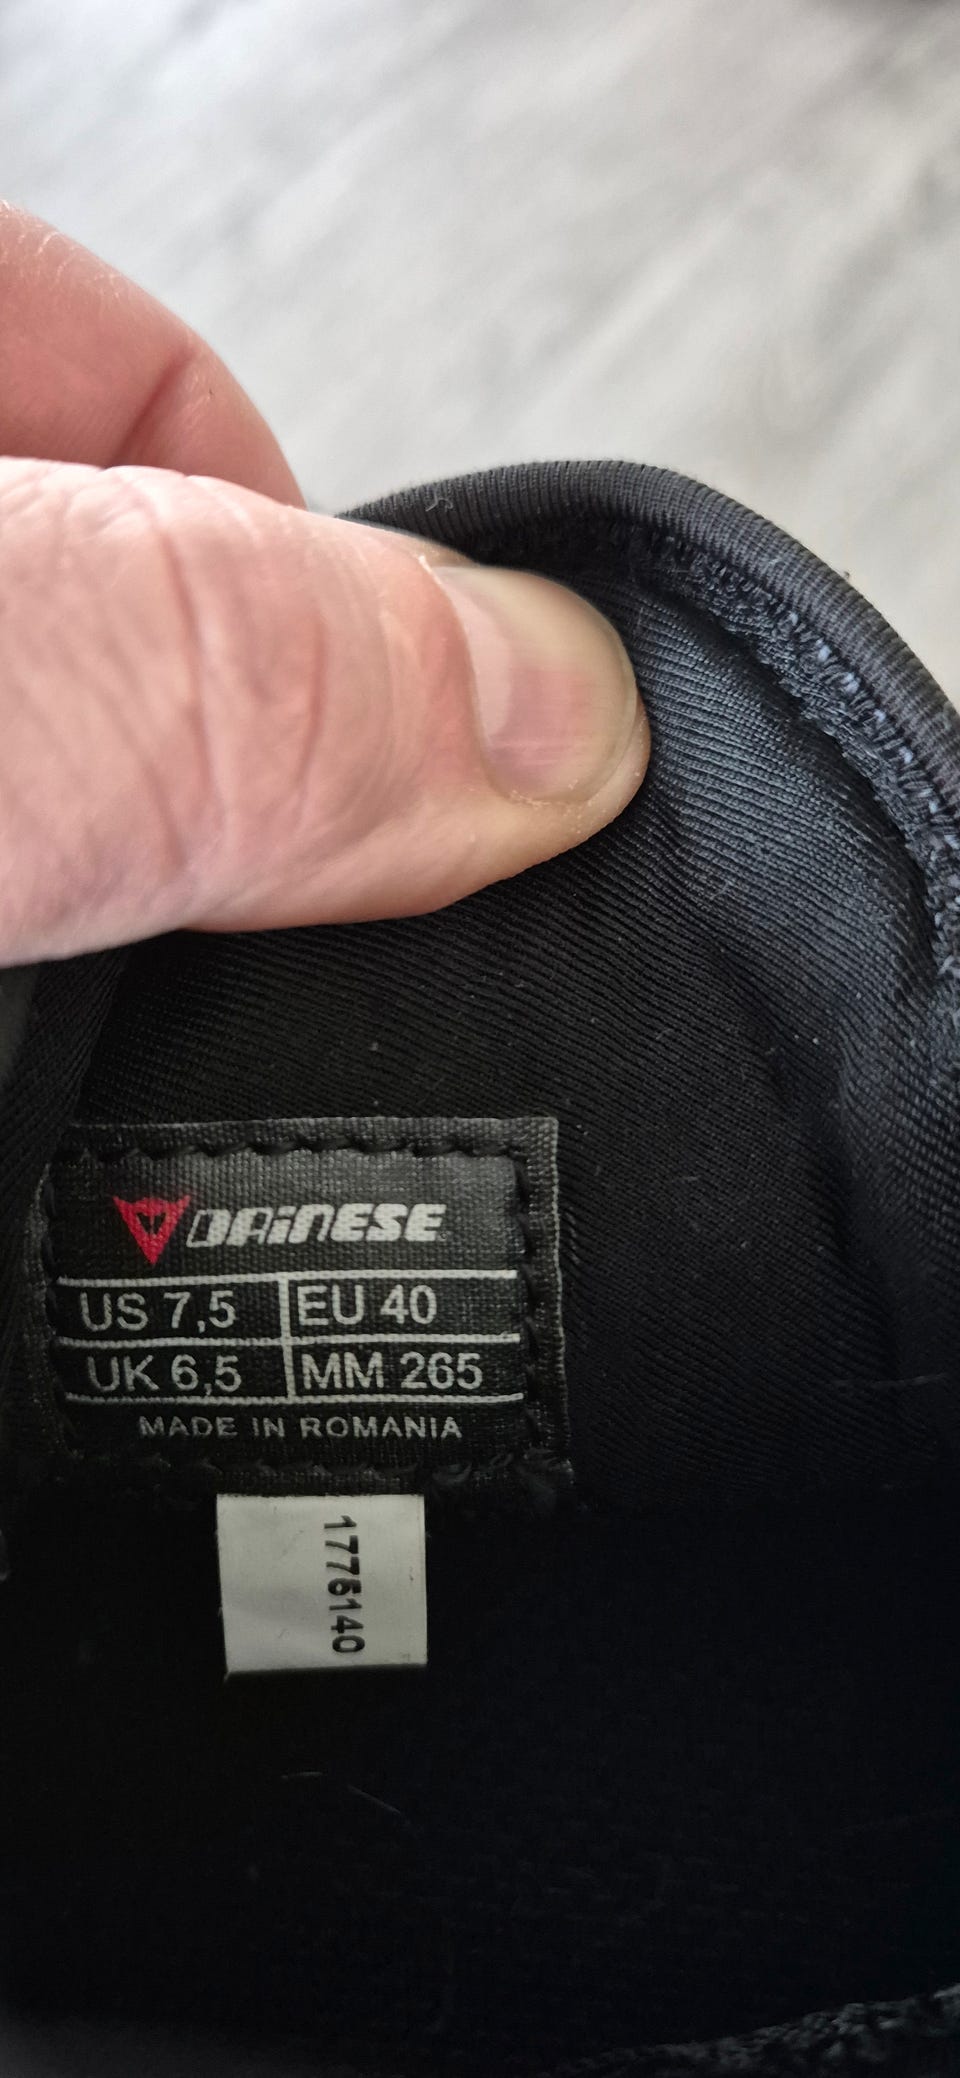 DAINESE
US 7,5 EU 40
UK 6,5 MM 265
MADE IN ROMANIA
1776140